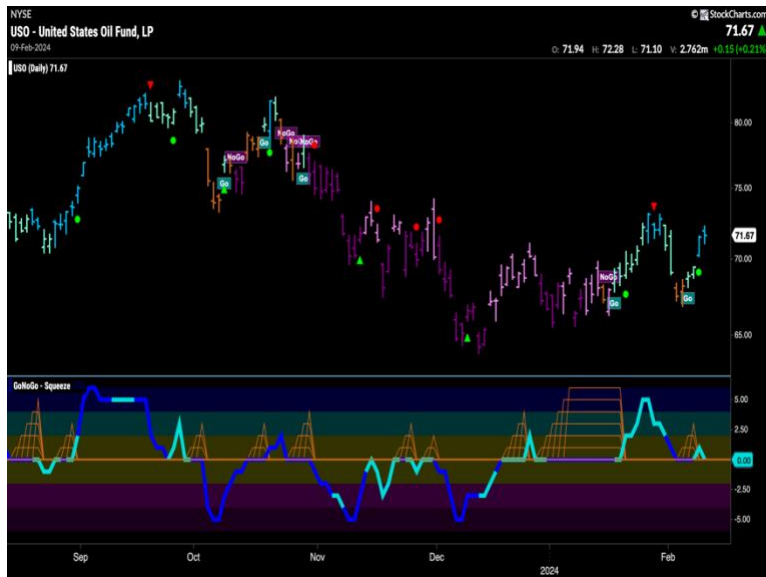 NYSE
© StockCharts.com
USO - United States Oil Fund, LP
71.67
09-Feb-2024
O: 71.94 H: 72.28 L: 71.10 V: 2.762m +0.15 (+0.21%)
USO (Daily) 71.67
80.00
NoGo
Go
NoGo
NoGo
NoGo
Go
Go
75.00
71.67
70.00
NoGo
Go
Go
65.00
GoNoGo - Squeeze
5.00
2.50
0.00
-2.50
-5.00
Sep Oct Nov Dec Feb
2024